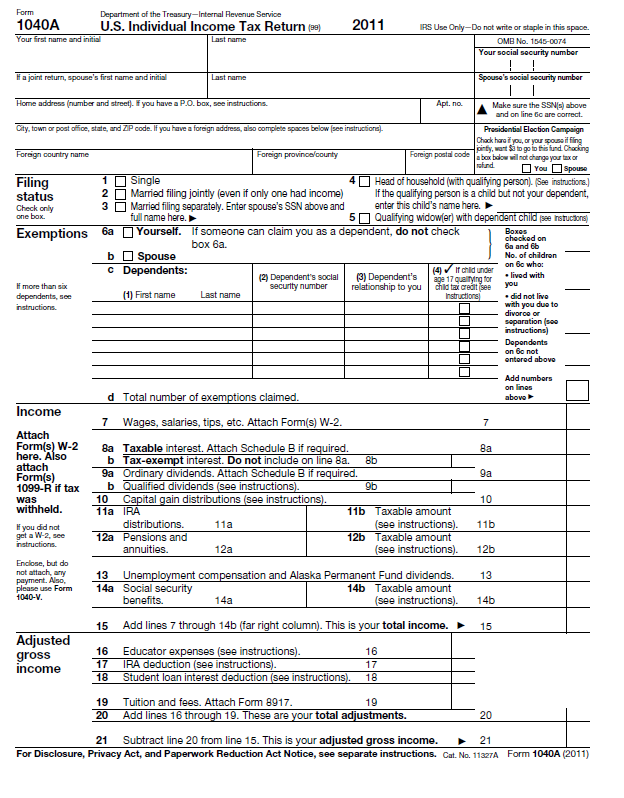 Form
1040A
Department of the Treasury—Internal Revenue Service
U.S. Individual Income Tax Return (99)
2011
IRS Use Only—Do not write or staple in this space.
Your first name and initial
Last name
OMB No. 1545-0074
Your social security number
If a joint return, spouse's first name and initial
Last name
Spouse's social security number
Home address (number and street). If you have a P.O. box, see instructions.
Apt. no.
▲ Make sure the SSN(s) above
and on line 6c are correct.
City, town or post office, state, and ZIP code. If you have a foreign address, also complete spaces below (see instructions).
Presidential Election Campaign
Check here if you, or your spouse if filing
jointly, want $3 to go to this fund. Checking
a box below will not change your tax or
refund.
You Spouse
Foreign country name
Foreign province/county
Foreign postal code
Filing
status
Check only
one box.
1 Single
2 Married filing jointly (even if only one had income)
3 Married filing separately. Enter spouse's SSN above and
full name here. ▶
4 Head of household (with qualifying person). (See instructions.)
If the qualifying person is a child but not your dependent,
enter this child's name here. ▶
5 Qualifying widow(er) with dependent child (see instructions)
Exemptions
6a Yourself. If someone can claim you as a dependent, do not check
box 6a.
b Spouse
c Dependents:
(1) First name Last name
(2) Dependent's social
security number
(3) Dependent's
relationship to you
(4) ✓ if child under
age 17 qualifying for
child tax credit (see
instructions)
If more than six
dependents, see
instructions.
Boxes
checked on
6a and 6b
No. of children
on 6c who:
• lived with
you
• did not live
with you due to
divorce or
separation (see
instructions)
Dependents
on 6c not
entered above
Add numbers
on lines
above ▶
d Total number of exemptions claimed.
Income
Attach
Form(s) W-2
here. Also
attach
Form(s)
1099-R if tax
was
withheld.
If you did not
get a W-2, see
instructions.
Enclose, but do
not attach, any
payment. Also,
please use Form
1040-V.
7 Wages, salaries, tips, etc. Attach Form(s) W-2. 7
8a Taxable interest. Attach Schedule B if required. 8a
b Tax-exempt interest. Do not include on line 8a. 8b
9a Ordinary dividends. Attach Schedule B if required. 9a
b Qualified dividends (see instructions). 9b
10 Capital gain distributions (see instructions). 10
11a IRA
distributions. 11a
11b Taxable amount
(see instructions). 11b
12a Pensions and
annuities. 12a
12b Taxable amount
(see instructions). 12b
13 Unemployment compensation and Alaska Permanent Fund dividends. 13
14a Social security
benefits. 14a
14b Taxable amount
(see instructions). 14b
15 Add lines 7 through 14b (far right column). This is your total income. ▶ 15
Adjusted
gross
income
16 Educator expenses (see instructions). 16
17 IRA deduction (see instructions). 17
18 Student loan interest deduction (see instructions). 18
19 Tuition and fees. Attach Form 8917. 19
20 Add lines 16 through 19. These are your total adjustments. 20
21 Subtract line 20 from line 15. This is your adjusted gross income. ▶ 21
For Disclosure, Privacy Act, and Paperwork Reduction Act Notice, see separate instructions. Cat. No. 11327A Form 1040A (2011)